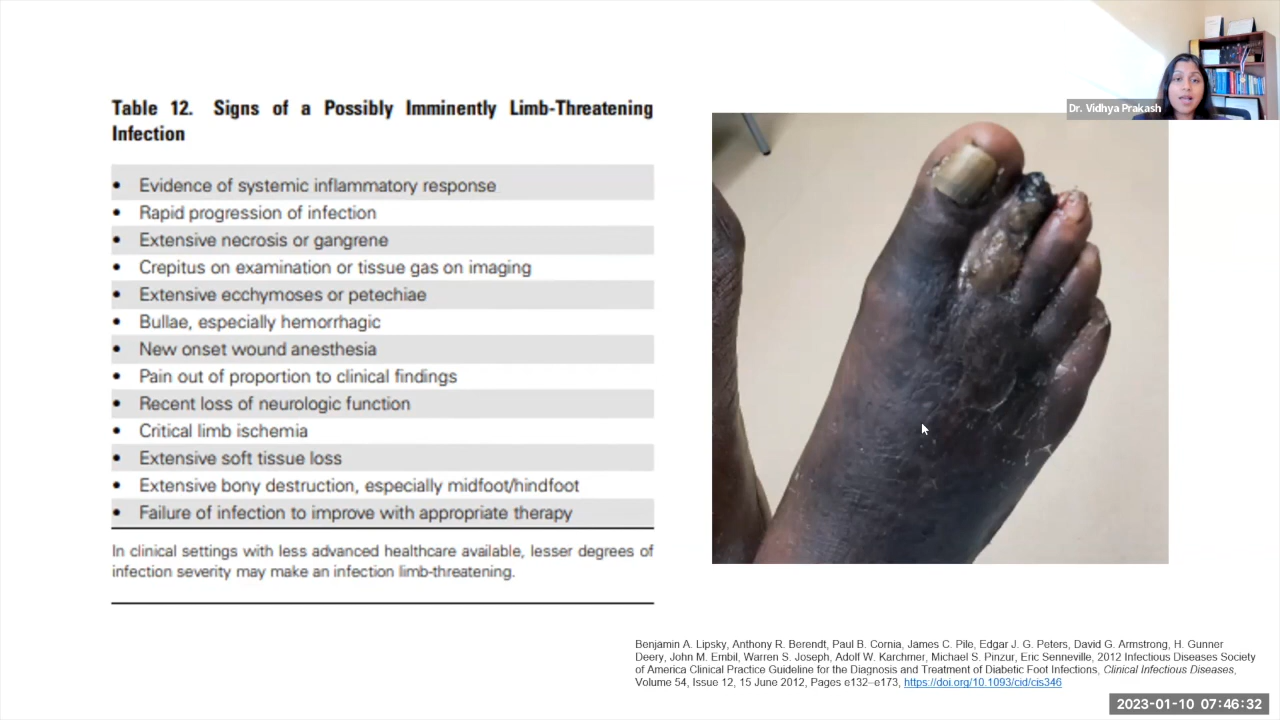 Dr. Vidhya Prakash
Table 12. Signs of a Possibly Imminently Limb-Threatening
Infection
• Evidence of systemic inflammatory response
• Rapid progression of infection
• Extensive necrosis or gangrene
• Crepitus on examination or tissue gas on imaging
• Extensive ecchymoses or petechiae
• Bullae, especially hemorrhagic
• New onset wound anesthesia
• Pain out of proportion to clinical findings
• Recent loss of neurologic function
• Critical limb ischemia
• Extensive soft tissue loss
• Extensive bony destruction, especially midfoot/hindfoot
• Failure of infection to improve with appropriate therapy
In clinical settings with less advanced healthcare available, lesser degrees of
infection severity may make an infection limb-threatening.
Benjamin A. Lipsky, Anthony R. Berendt, Paul B. Cornia, James C. Pile, Edgar J. G. Peters, David G. Armstrong, H. Gunner
Deery, John M. Embil, Warren S. Joseph, Adolf W. Karchmer, Michael S. Pinzur, Eric Senneville, 2012 Infectious Diseases Society
of America Clinical Practice Guideline for the Diagnosis and Treatment of Diabetic Foot Infections, Clinical Infectious Diseases,
Volume 54, Issue 12, 15 June 2012, Pages e132–e173, https://doi.org/10.1093/cid/cis346
2023-01-10 07:46:32